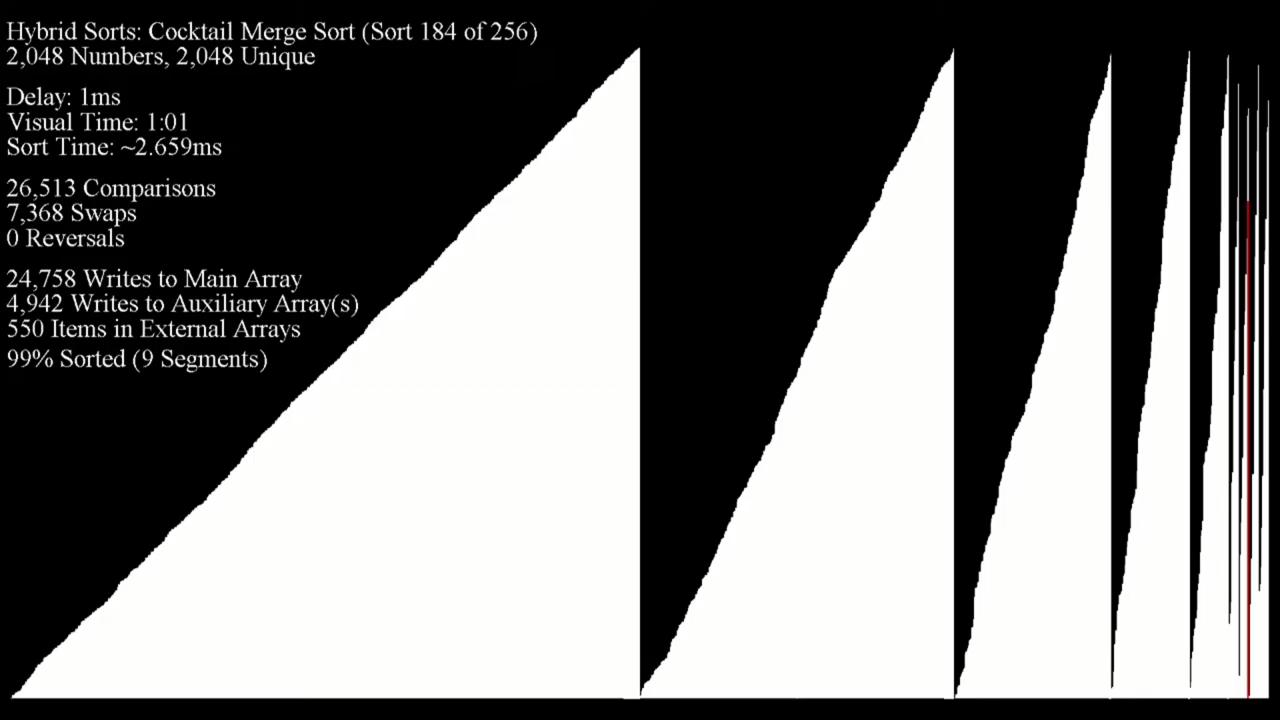 Hybrid Sorts: Cocktail Merge Sort (Sort 184 of 256)
2,048 Numbers, 2,048 Unique
Delay: 1ms
Visual Time: 1:01
Sort Time: ~2.659ms
26,513 Comparisons
7,368 Swaps
0 Reversals
24,758 Writes to Main Array
4,942 Writes to Auxiliary Array(s)
550 Items in External Arrays
99% Sorted (9 Segments)